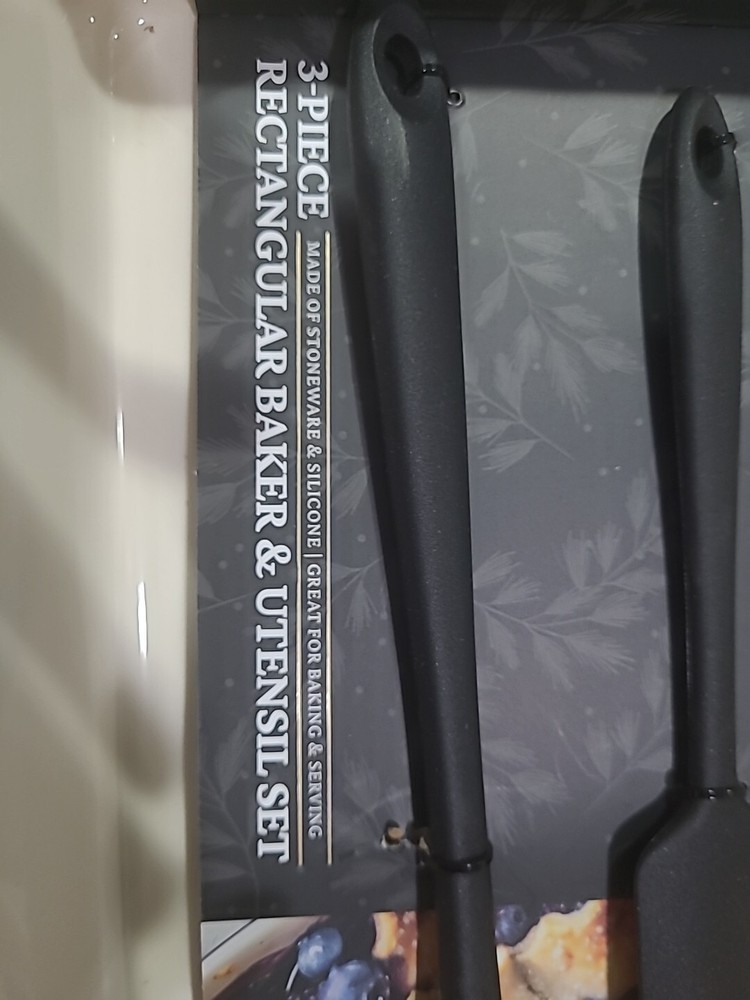 3-PIECE
MADE OF STONEWARE & SILICONE | GREAT FOR BAKING & SERVING
RECTANGULAR BAKER & UTENSIL SET